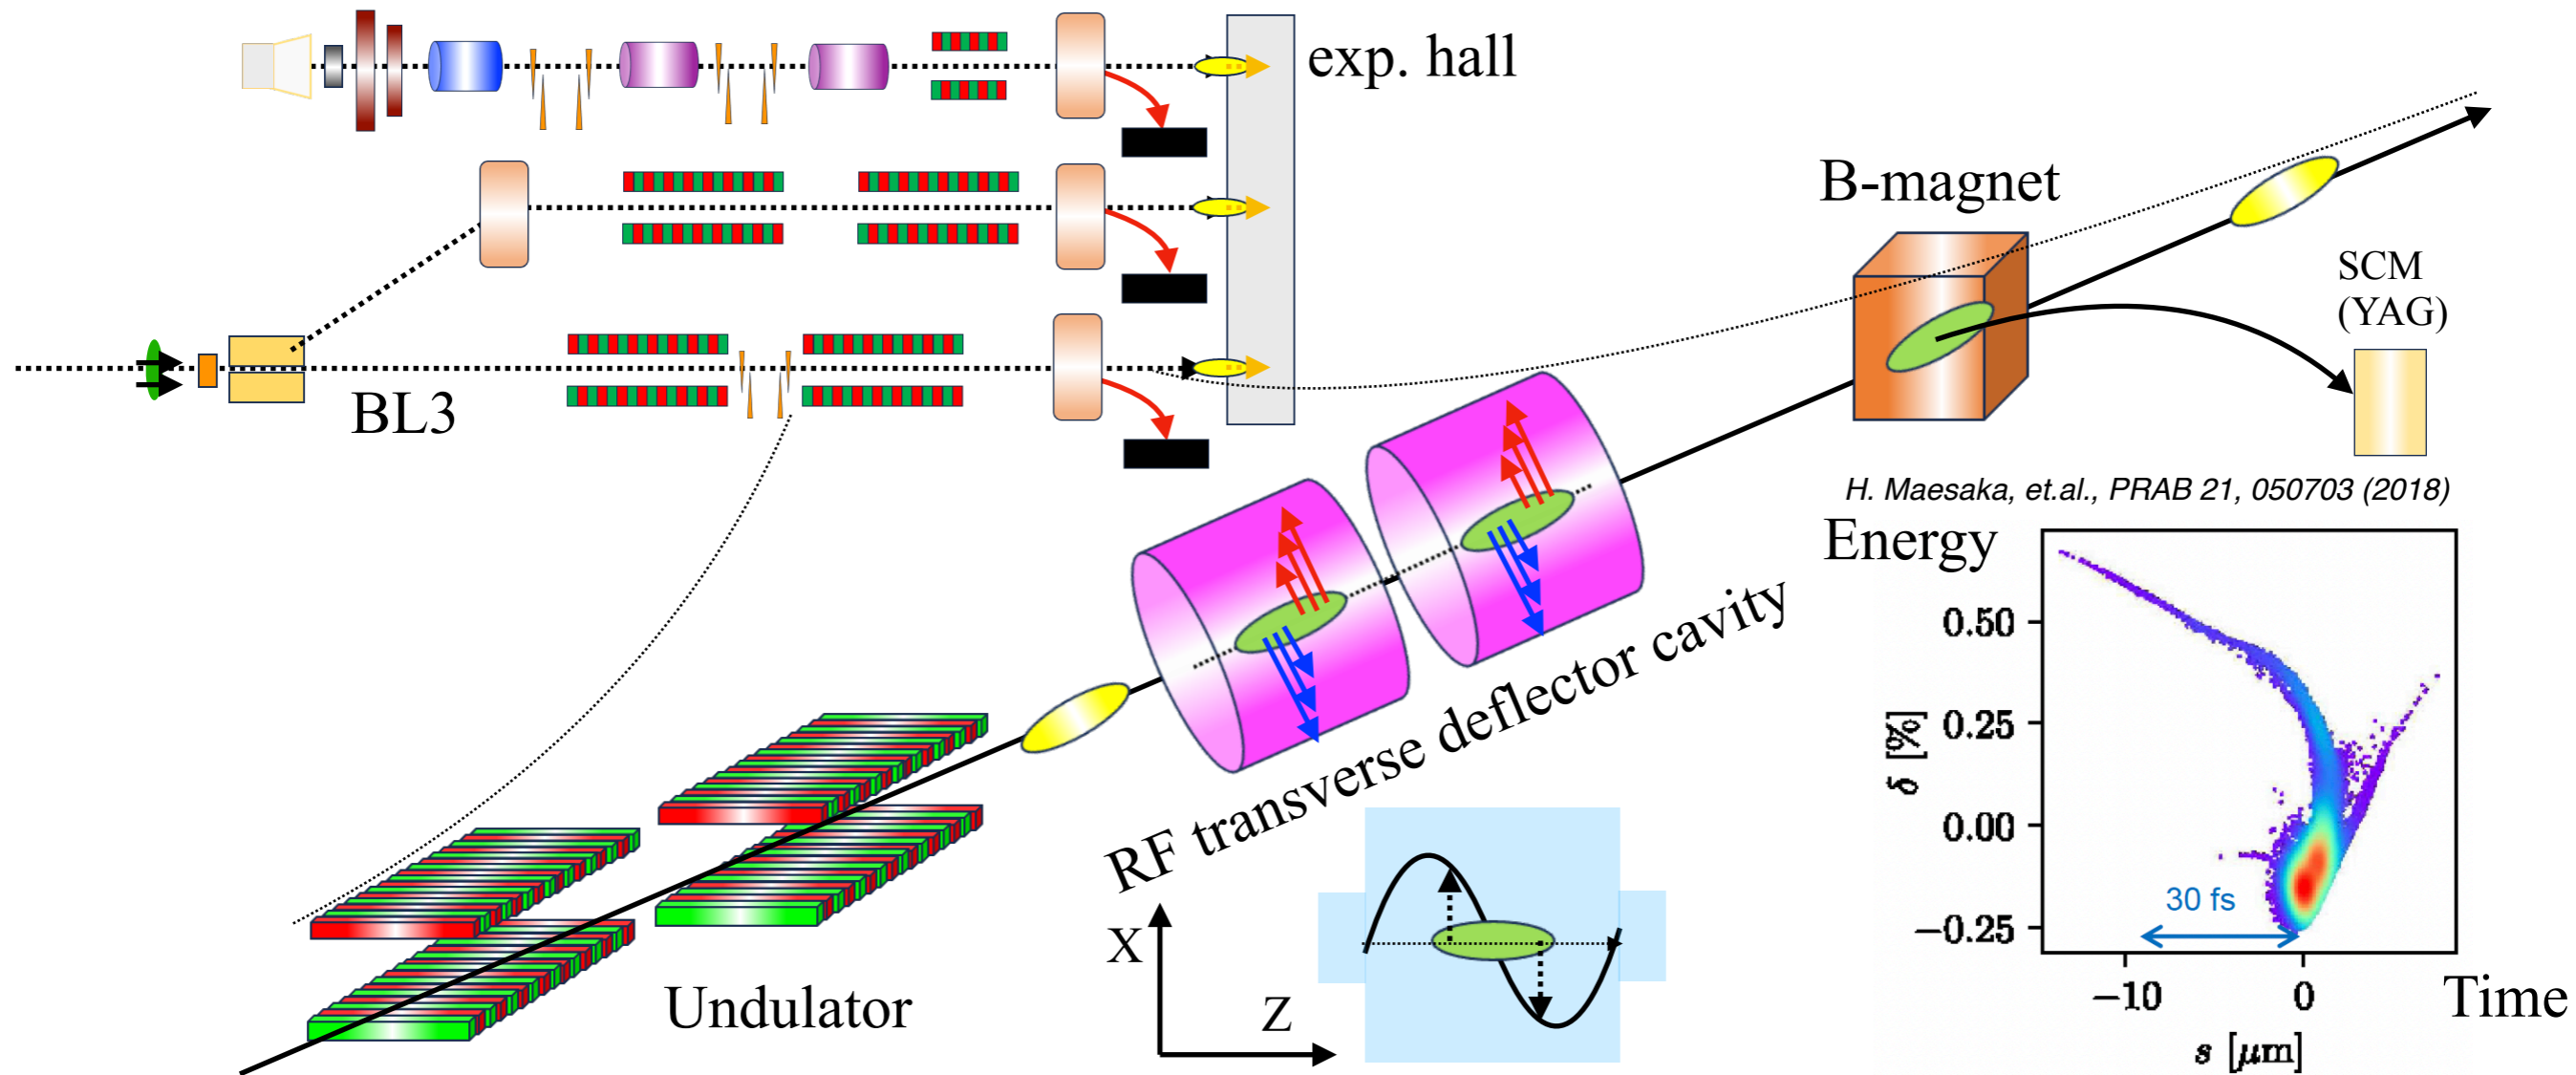 exp. hall
BL3
B-magnet
SCM
(YAG)
H. Maesaka, et.al., PRAB 21, 050703 (2018)
RF transverse deflector cavity
Undulator
X
Z
Energy
δ [%]
0.50
0.25
0.00
−0.25
30 fs
−10
0
Time
s [μm]